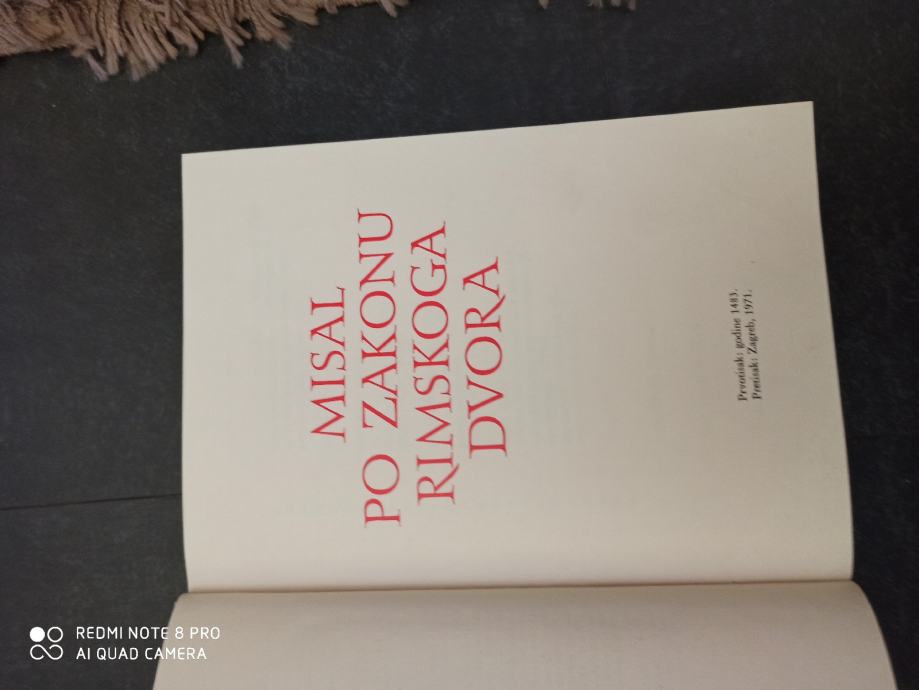 MISAL
PO ZAKONU
RIMSKOGA
DVORA
Prvotisak: godine 1483.
Pretisak: Zagreb, 1971.
REDMI NOTE 8 PRO
AI QUAD CAMERA